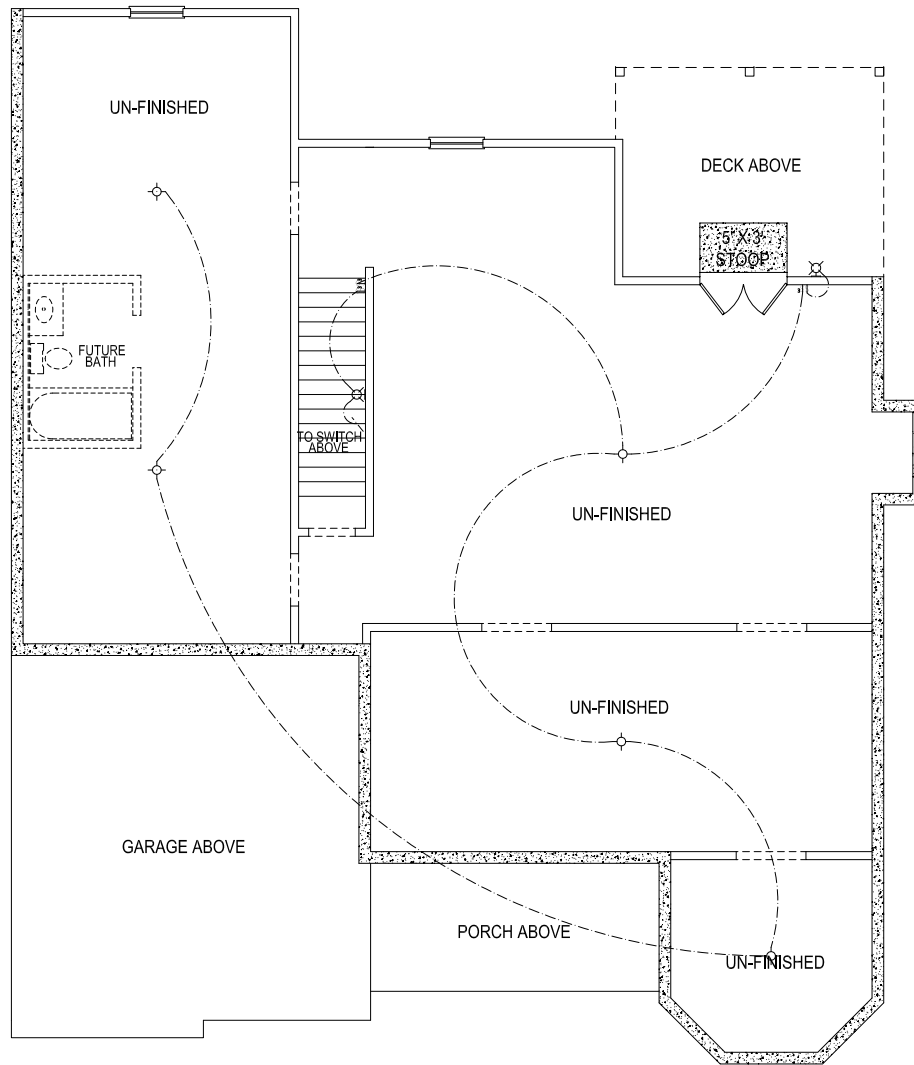 UN-FINISHED
DECK ABOVE
5' X 3'
STOOP
FUTURE
BATH
TO SWITCH
ABOVE
UN-FINISHED
UN-FINISHED
GARAGE ABOVE
PORCH ABOVE
UN-FINISHED